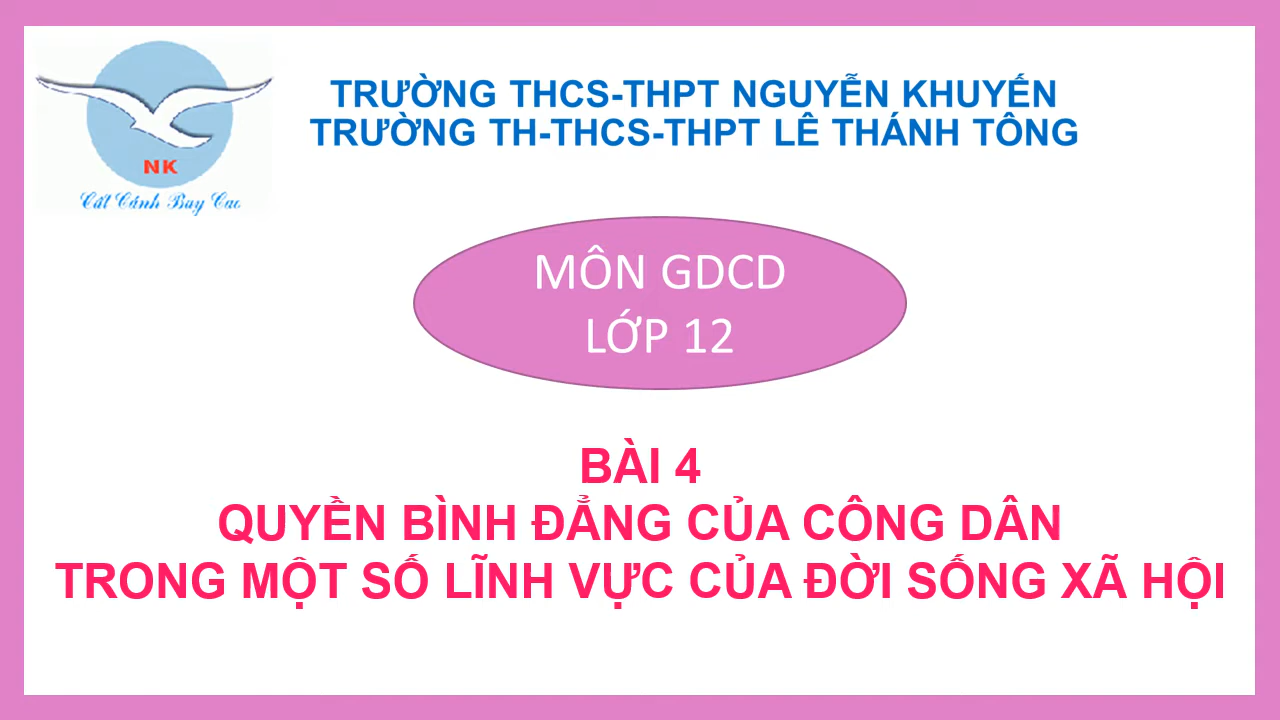 TRƯỜNG THCS-THPT NGUYỄN KHUYẾN
TRƯỜNG TH-THCS-THPT LÊ THÁNH TÔNG
NK
Cất Cánh Bay Cao
MÔN GDCD
LỚP 12
BÀI 4
QUYỀN BÌNH ĐẲNG CỦA CÔNG DÂN
TRONG MỘT SỐ LĨNH VỰC CỦA ĐỜI SỐNG XÃ HỘI